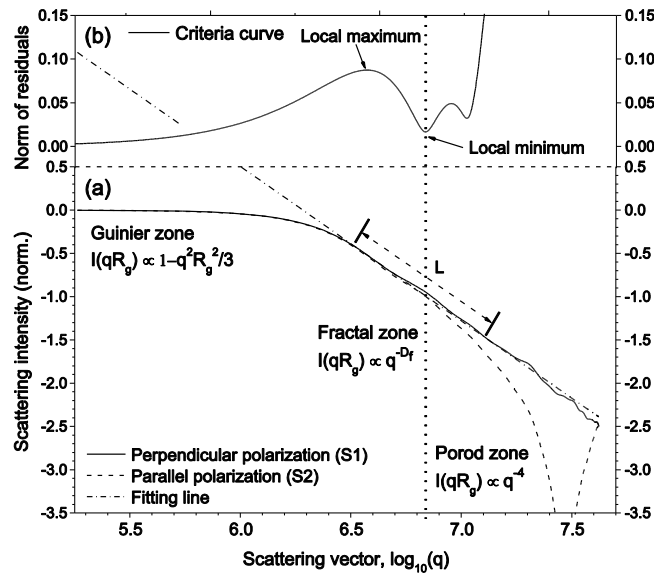 (b)
Criteria curve
Local maximum
Local minimum
0.15
0.10
0.05
0.00
0.15
0.10
0.05
0.00
Norm of residuals
(a)
0.5
0.0
-0.5
-1.0
-1.5
-2.0
-2.5
-3.0
-3.5
0.5
0.0
-0.5
-1.0
-1.5
-2.0
-2.5
-3.0
-3.5
Scattering intensity (norm.)
Guinier zone
I(qRg) ∝ 1−q²Rg²/3
L
Fractal zone
I(qRg) ∝ q^-Df
Porod zone
I(qRg) ∝ q^-4
Perpendicular polarization (S1)
Parallel polarization (S2)
Fitting line
5.5 6.0 6.5 7.0 7.5
Scattering vector, log10(q)